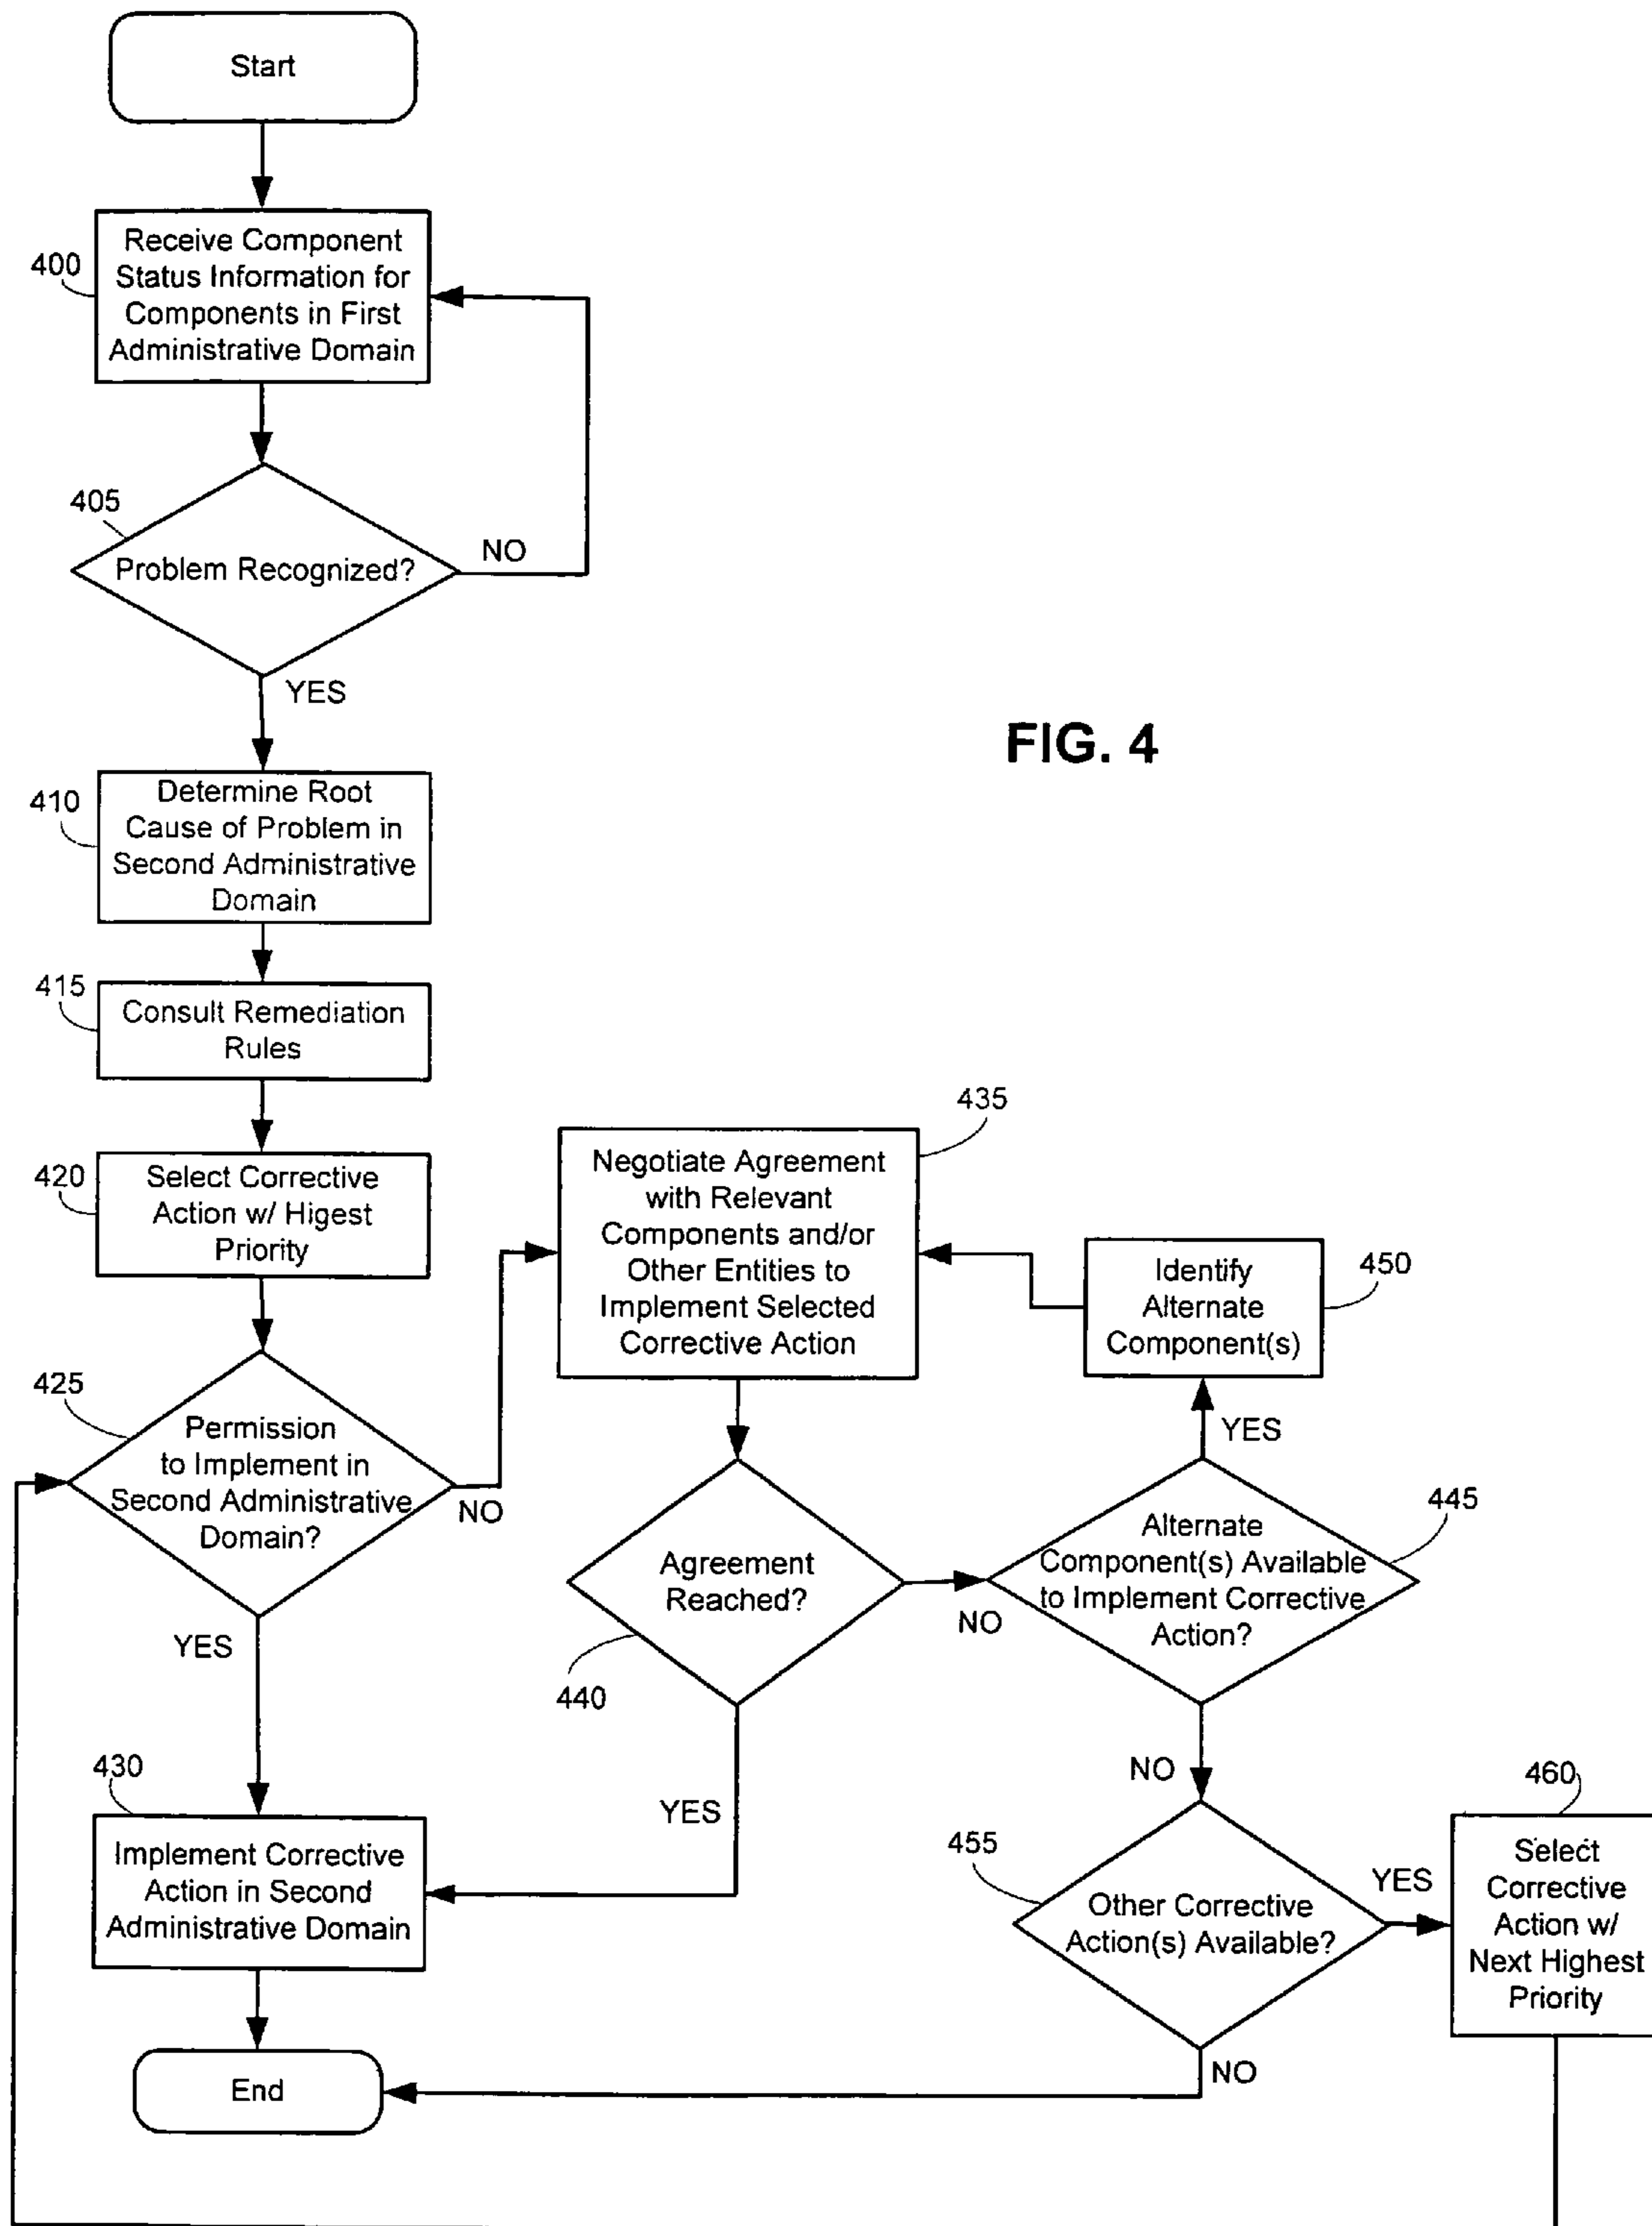 Start
400
Receive Component
Status Information for
Components in First
Administrative Domain
405
Problem Recognized?
NO
YES
FIG. 4
410
Determine Root
Cause of Problem in
Second Administrative
Domain
415
Consult Remediation
Rules
420
Select Corrective
Action w/ Higest
Priority
425
Permission
to Implement in
Second Administrative
Domain?
NO
YES
430
Implement Corrective
Action in Second
Administrative Domain
End
435
Negotiate Agreement
with Relevant
Components and/or
Other Entities to
Implement Selected
Corrective Action
Agreement
Reached?
440
NO
YES
450
Identify
Alternate
Component(s)
YES
445
Alternate
Component(s) Available
to Implement Corrective
Action?
NO
455
Other Corrective
Action(s) Available?
YES
NO
460
Select
Corrective
Action w/
Next Highest
Priority